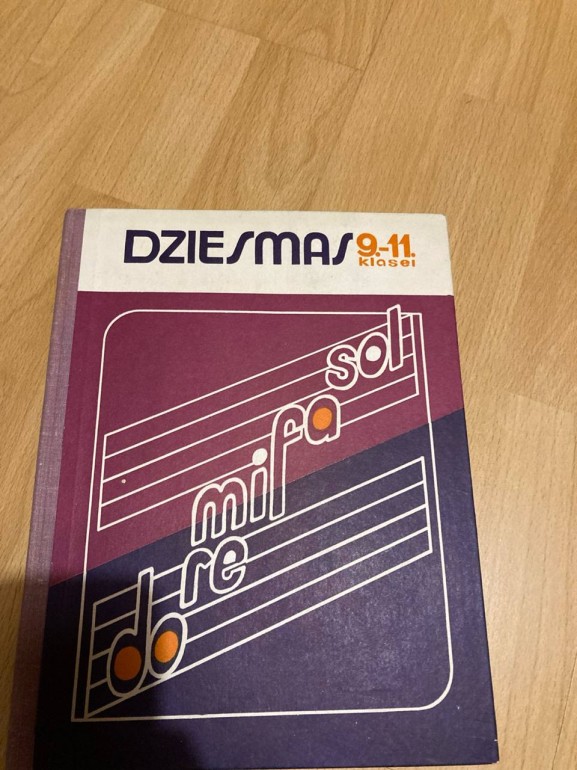 DZIESMAS 9.-11.
klasei
sol
fa
mi
re
do